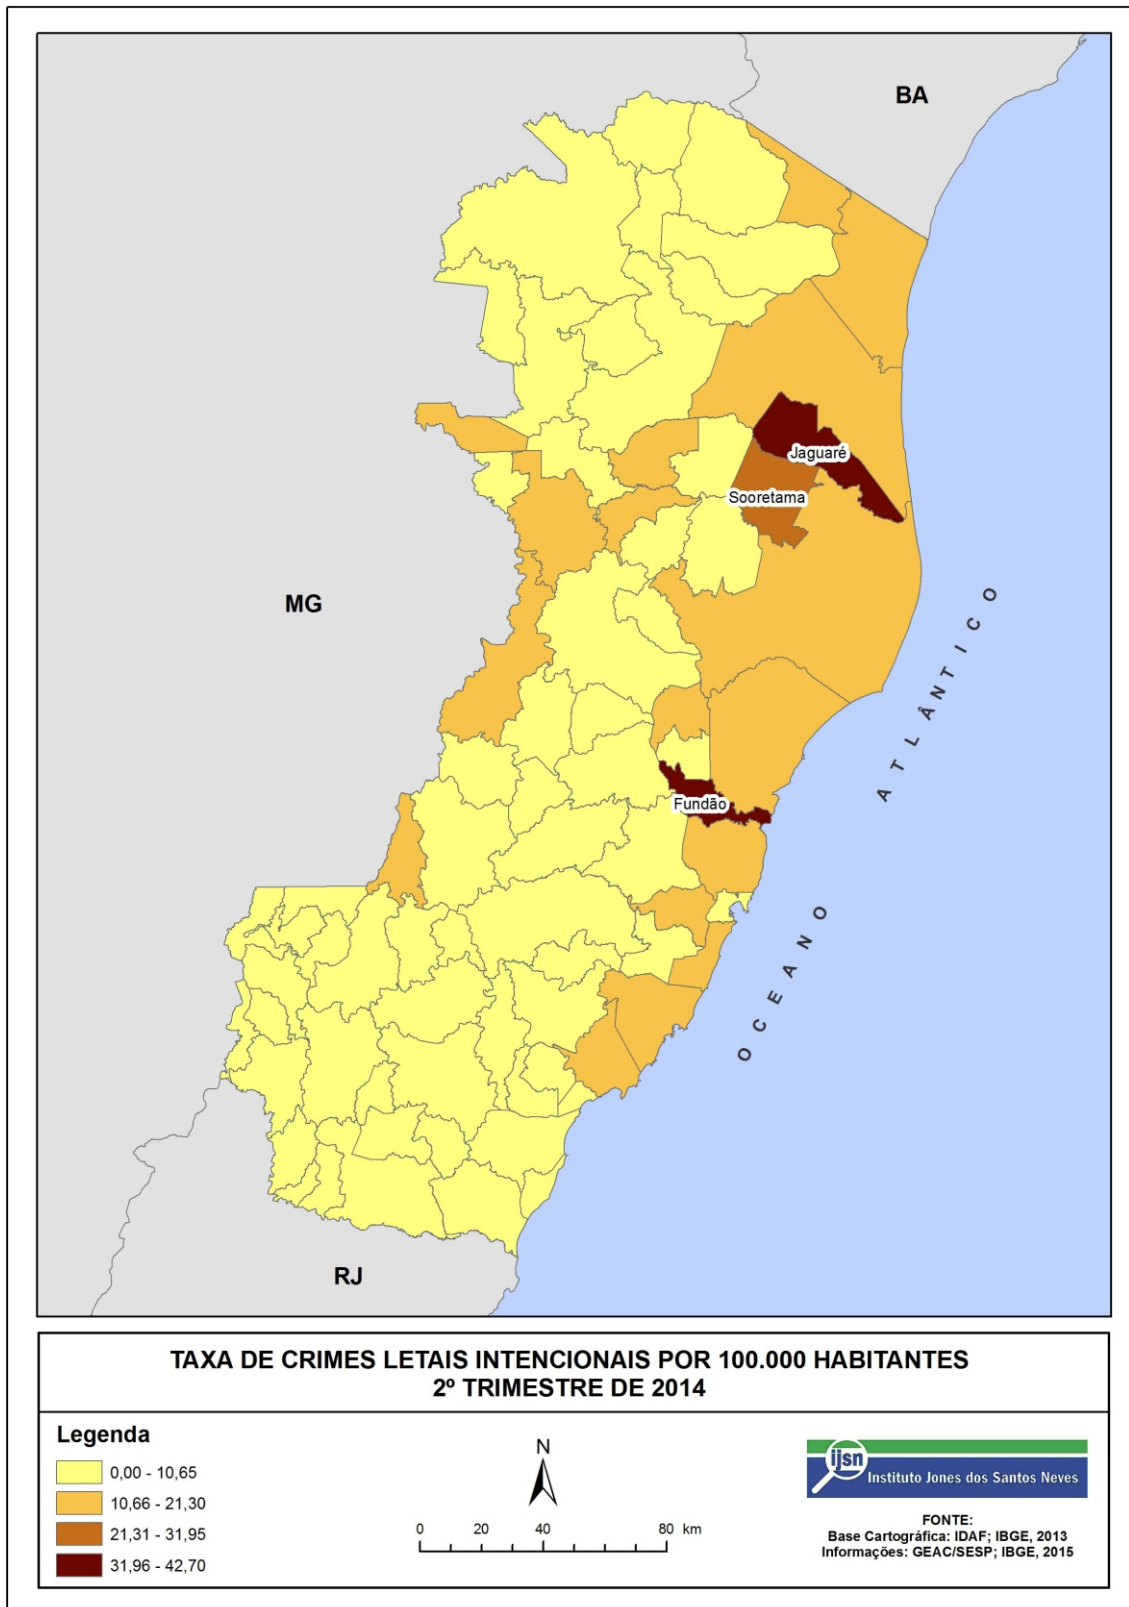 BA
Jaguaré
Sooretama
MG
OCEANO ATLÂNTICO
Fundão
RJ
TAXA DE CRIMES LETAIS INTENCIONAIS POR 100.000 HABITANTES
2º TRIMESTRE DE 2014
Legenda
0,00 - 10,65
10,66 - 21,30
21,31 - 31,95
31,96 - 42,70
N
0 20 40 80 km
ijsn
Instituto Jones dos Santos Neves
FONTE:
Base Cartográfica: IDAF; IBGE, 2013
Informações: GEAC/SESP; IBGE, 2015